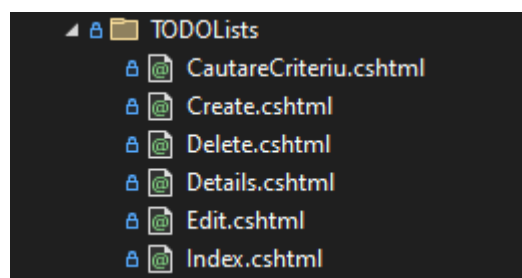 TODOLists
CautareCriteriu.cshtml
Create.cshtml
Delete.cshtml
Details.cshtml
Edit.cshtml
Index.cshtml